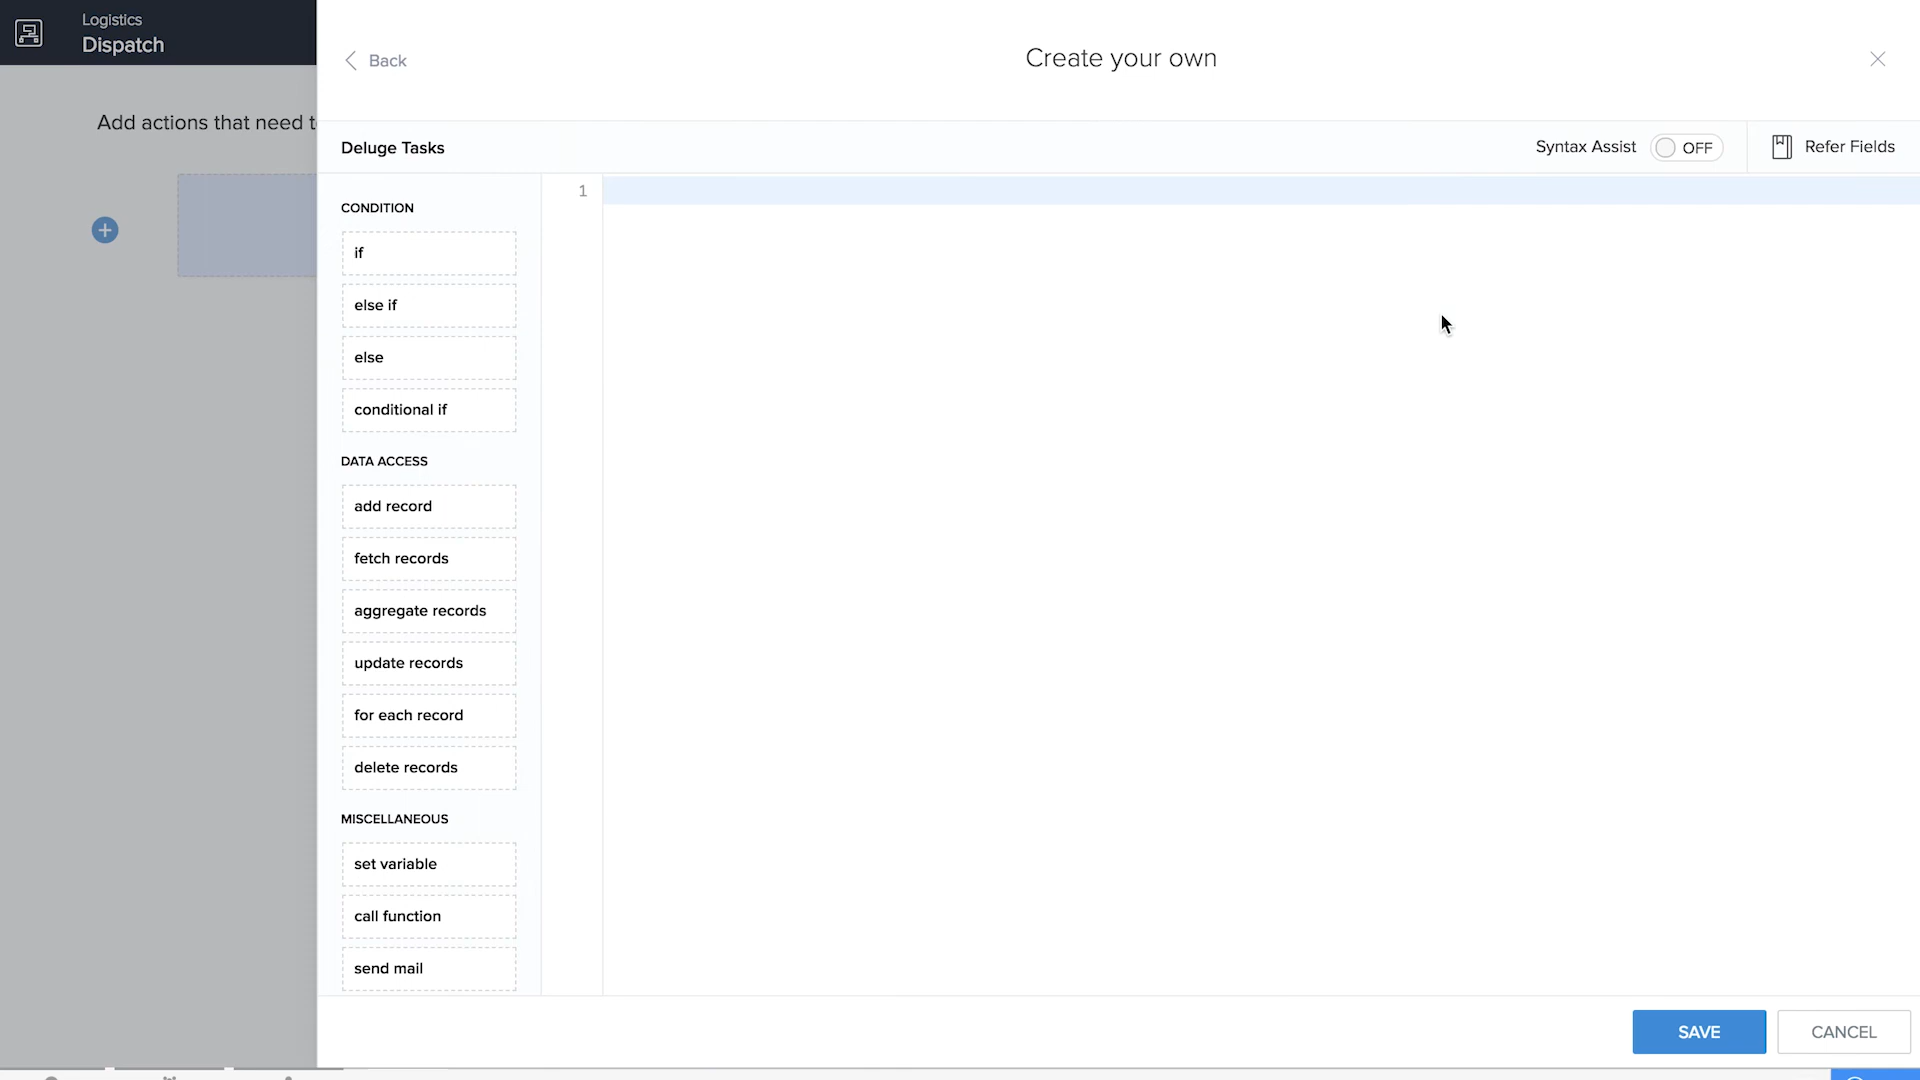 Logistics
Dispatch
Back
Create your own
Add actions that need t
Deluge Tasks
Syntax Assist
OFF
Refer Fields
1
CONDITION
if
else if
else
conditional if
DATA ACCESS
add record
fetch records
aggregate records
update records
for each record
delete records
MISCELLANEOUS
set variable
call function
send mail
SAVE
CANCEL